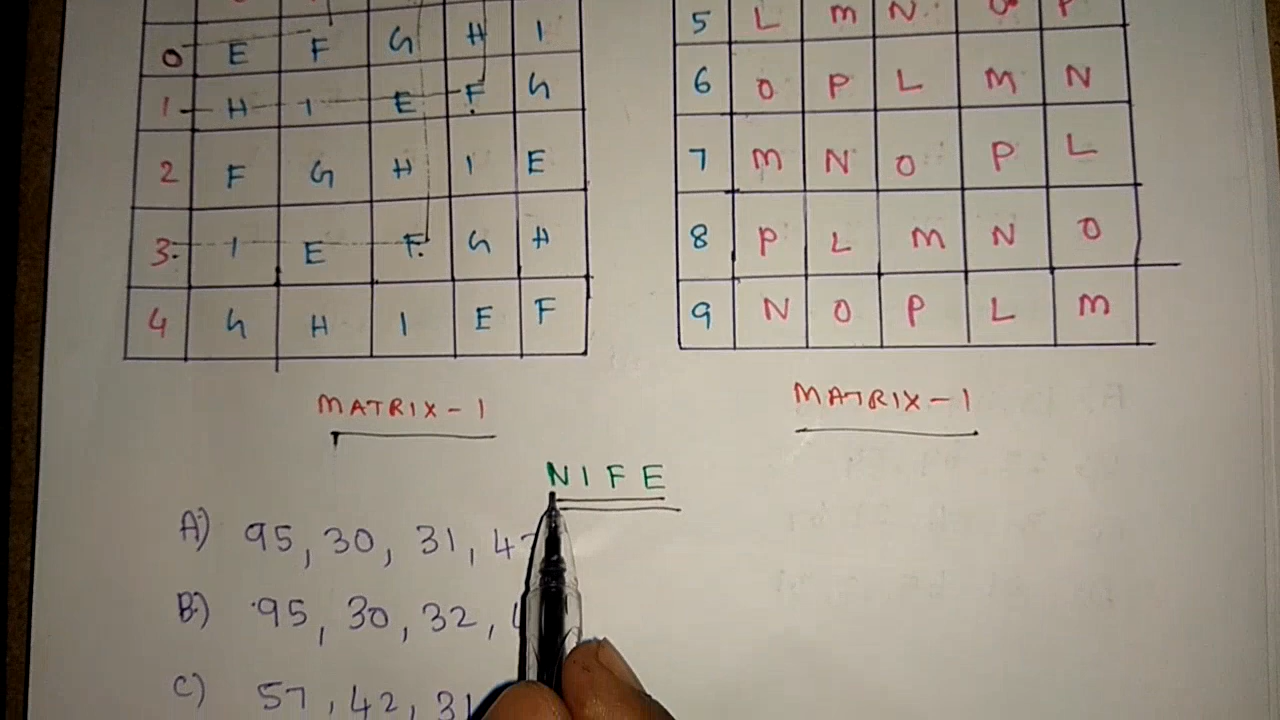 0 E F G H I
1 H I E F G
2 F G H I E
3 I E F G H
4 G H I E F
MATRIX-1
5 L M N O P
6 O P L M N
7 M N O P L
8 P L M N O
9 N O P L M
MATRIX-1
NIFE
A) 95, 30, 31,
B) 95, 30, 32,
C) 57, 42, 31